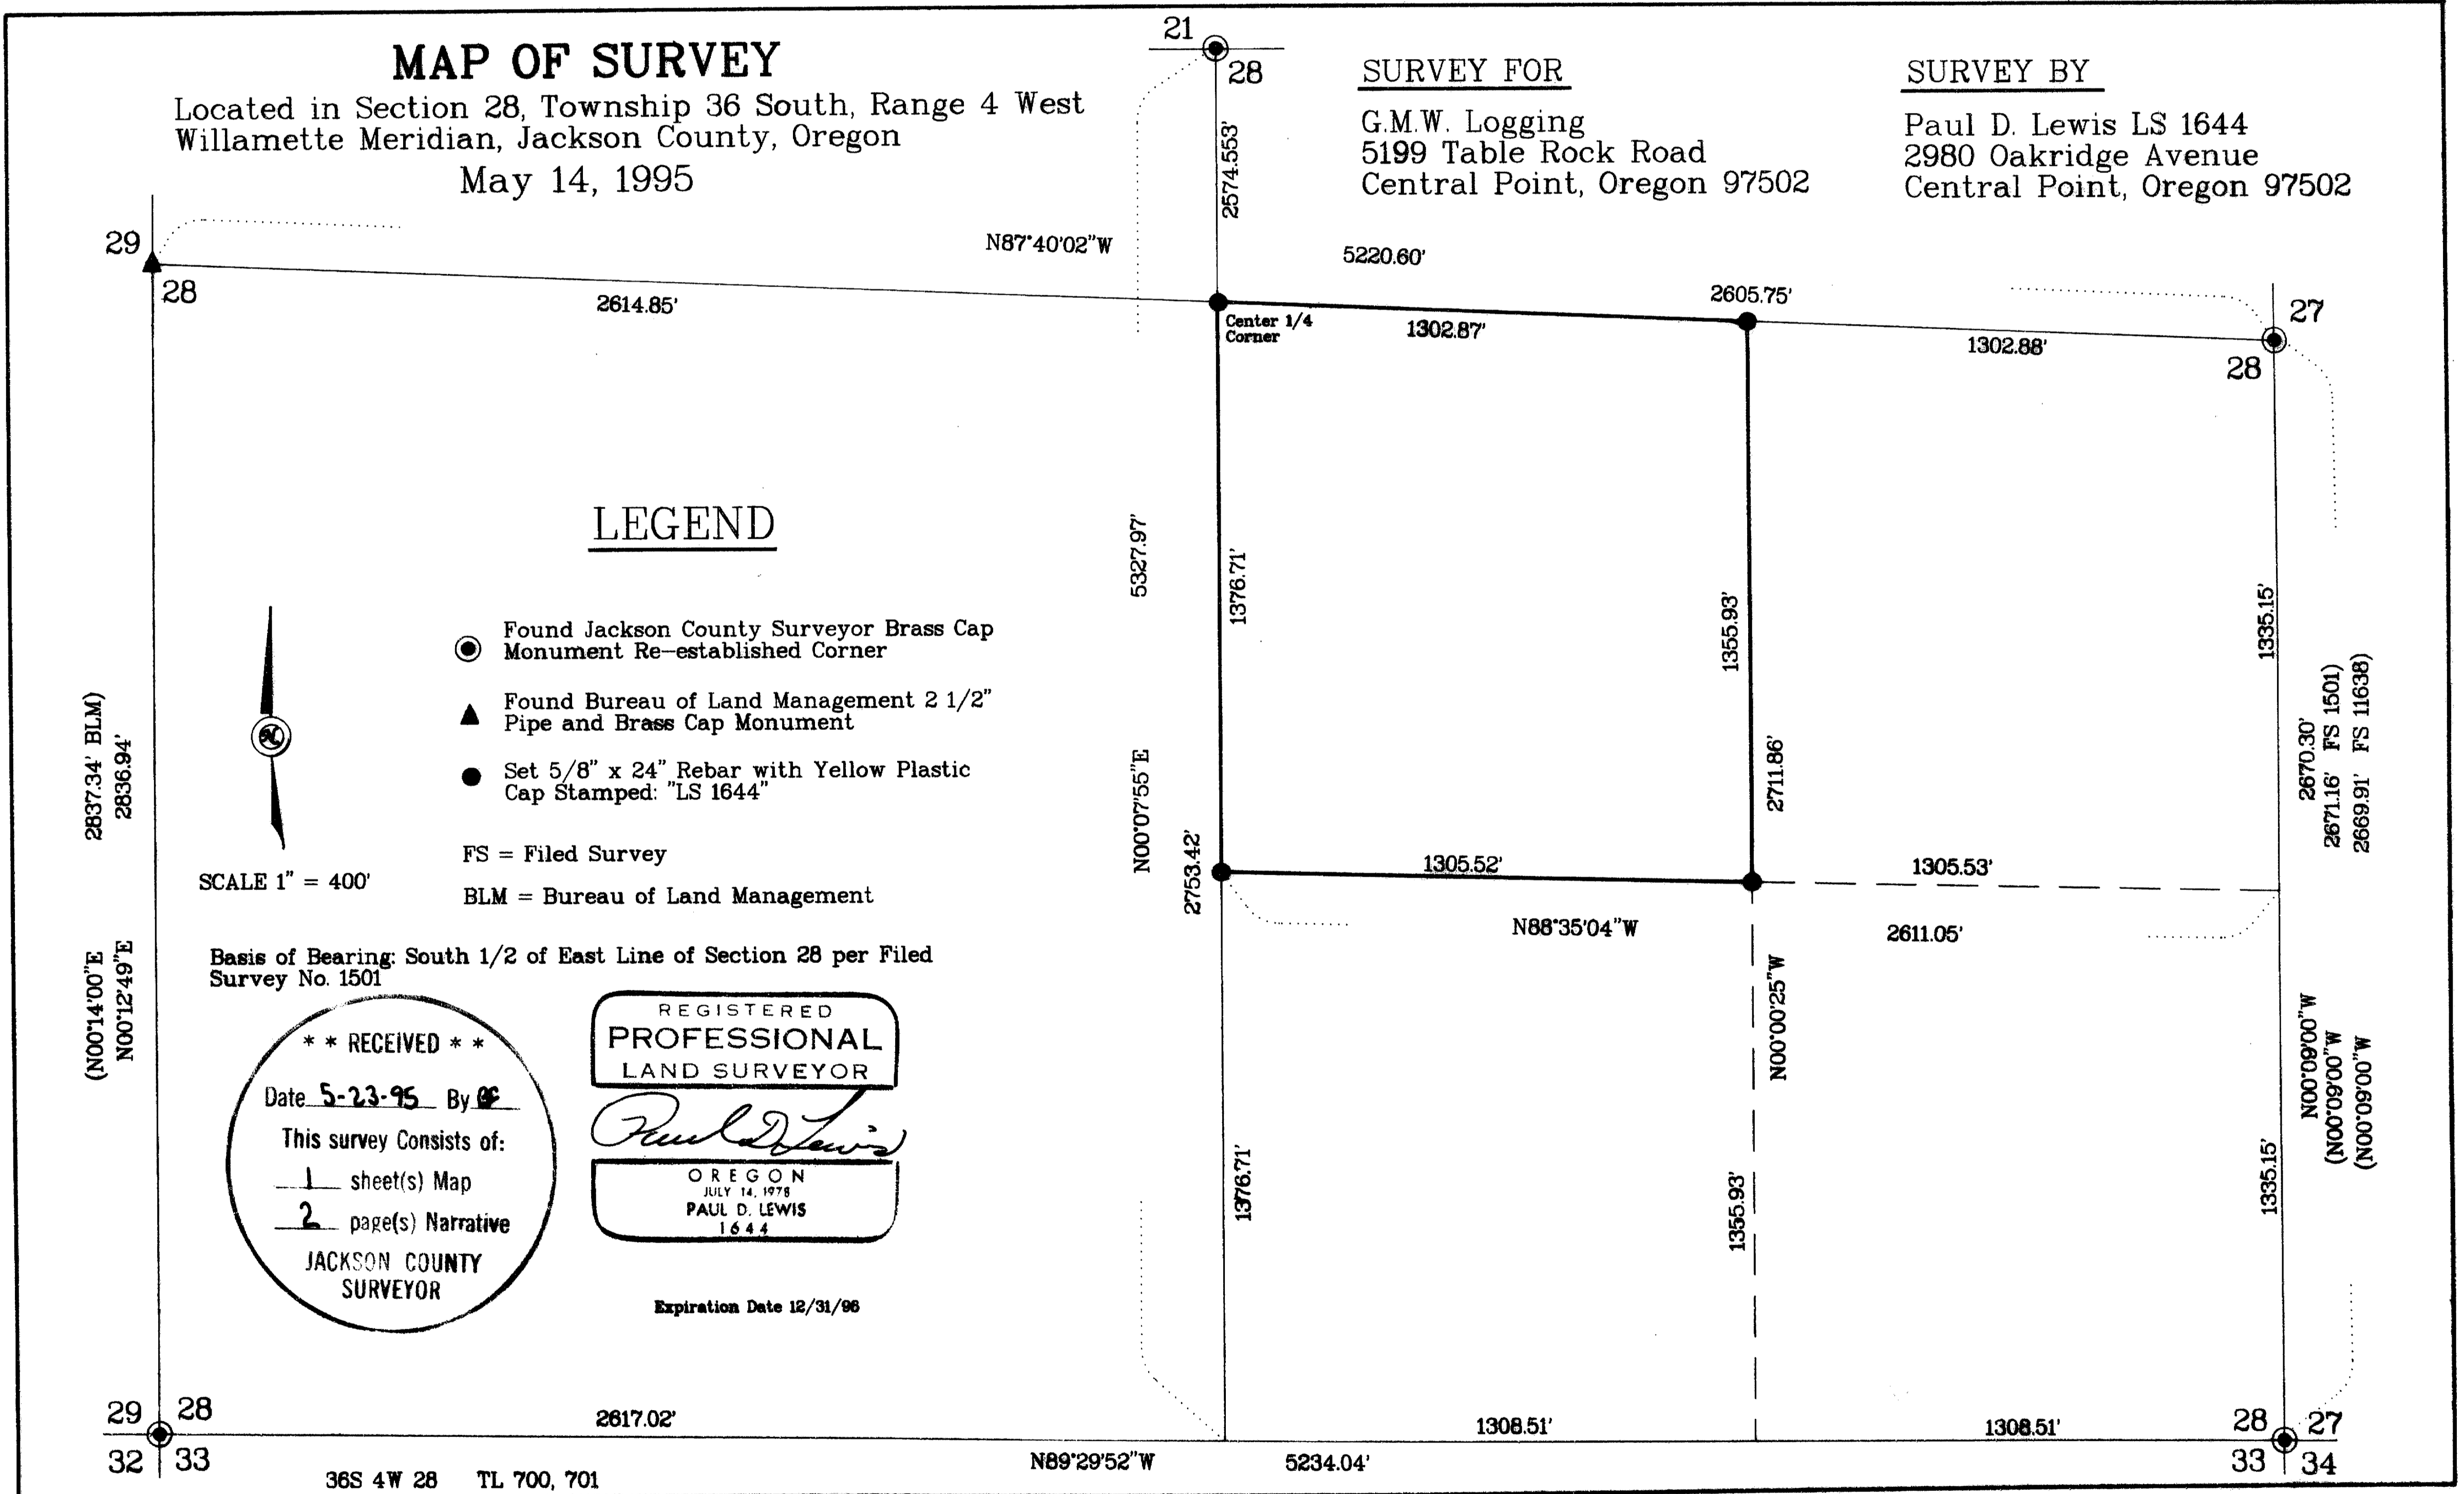 MAP OF SURVEY
Located in Section 28, Township 36 South, Range 4 West
Willamette Meridian, Jackson County, Oregon
May 14, 1995
21
28
2574.553'
SURVEY FOR
G.M.W. Logging
5199 Table Rock Road
Central Point, Oregon 97502
SURVEY BY
Paul D. Lewis LS 1644
2980 Oakridge Avenue
Central Point, Oregon 97502
29
28
N87°40'02"W
5220.60'
2614.85'
2605.75'
27
28
Center 1/4
Corner
1302.87'
1302.88'
LEGEND
Found Jackson County Surveyor Brass Cap
Monument Re-established Corner
Found Bureau of Land Management 2 1/2"
Pipe and Brass Cap Monument
Set 5/8" x 24" Rebar with Yellow Plastic
Cap Stamped: "LS 1644"
FS = Filed Survey
BLM = Bureau of Land Management
N
SCALE 1" = 400'
2837.34' BLM)
2836.94'
(N00°14'00"E
N00°12'49"E
5327.97'
1376.71'
N00°07'55"E
2753.42'
1355.93'
2711.86'
1335.15'
2670.30'
2671.16' FS 1501)
2669.91' FS 11638)
1305.52'
1305.53'
N88°35'04"W
2611.05'
N00°00'25"W
N00°09'00"W
(N00°09'00"W
(N00°09'00"W
1376.71'
1355.93'
1335.15'
Basis of Bearing: South 1/2 of East Line of Section 28 per Filed
Survey No. 1501
* * RECEIVED * *
Date 5-23-95 By
This survey Consists of:
1 sheet(s) Map
2 page(s) Narrative
JACKSON COUNTY
SURVEYOR
REGISTERED
PROFESSIONAL
LAND SURVEYOR
Paul D Lewis
OREGON
JULY 14, 1978
PAUL D. LEWIS
1644
Expiration Date 12/31/96
29 28
32 33
2617.02'
N89°29'52"W
5234.04'
1308.51'
1308.51'
28 27
33 34
36S 4W 28 TL 700, 701